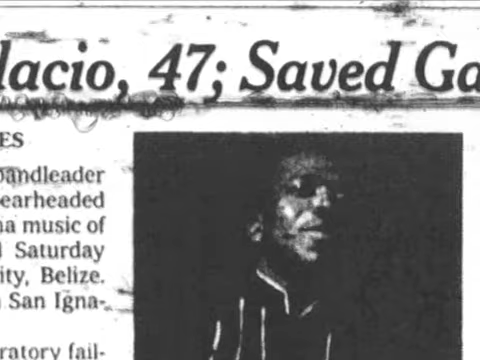 lacio, 47; Saved Ga
ES
bandleader
earheaded
na music of
Saturday
ity, Belize.
San Igna-
ratory fail-